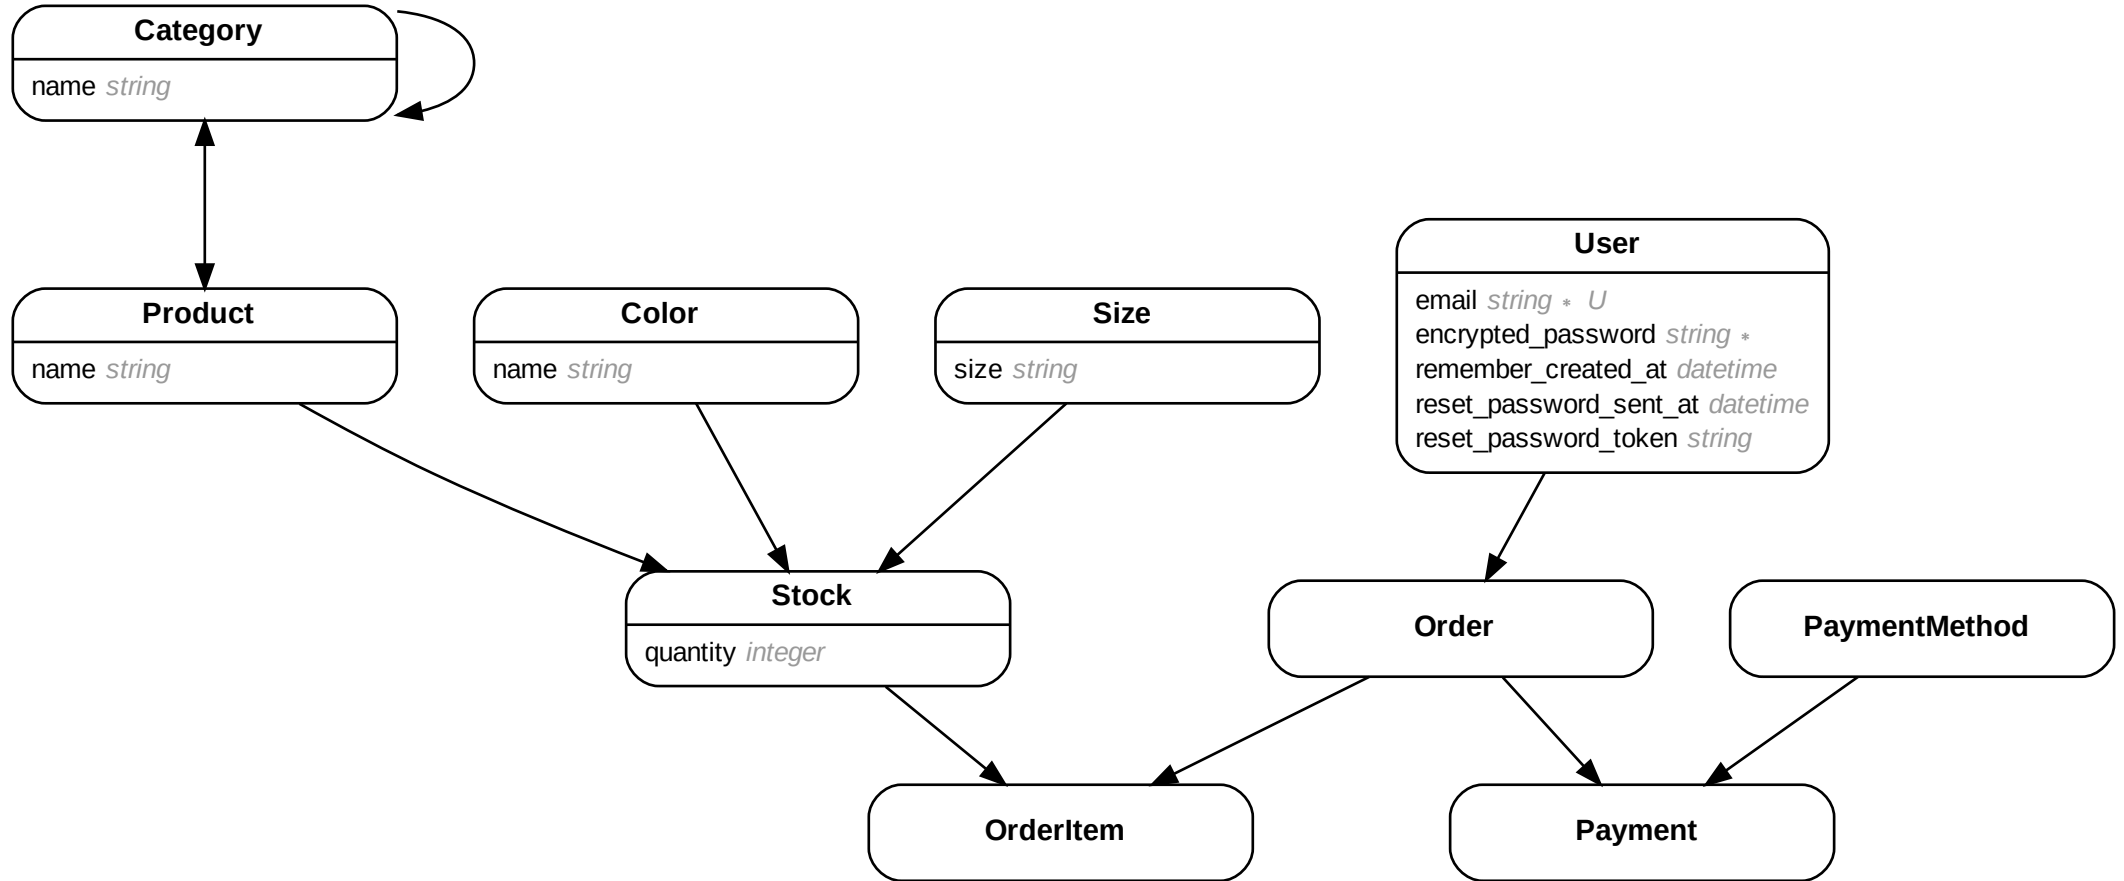 Category
name string
Product
name string
Color
name string
Size
size string
User
email string * U
encrypted_password string *
remember_created_at datetime
reset_password_sent_at datetime
reset_password_token string
Stock
quantity integer
Order
PaymentMethod
OrderItem
Payment